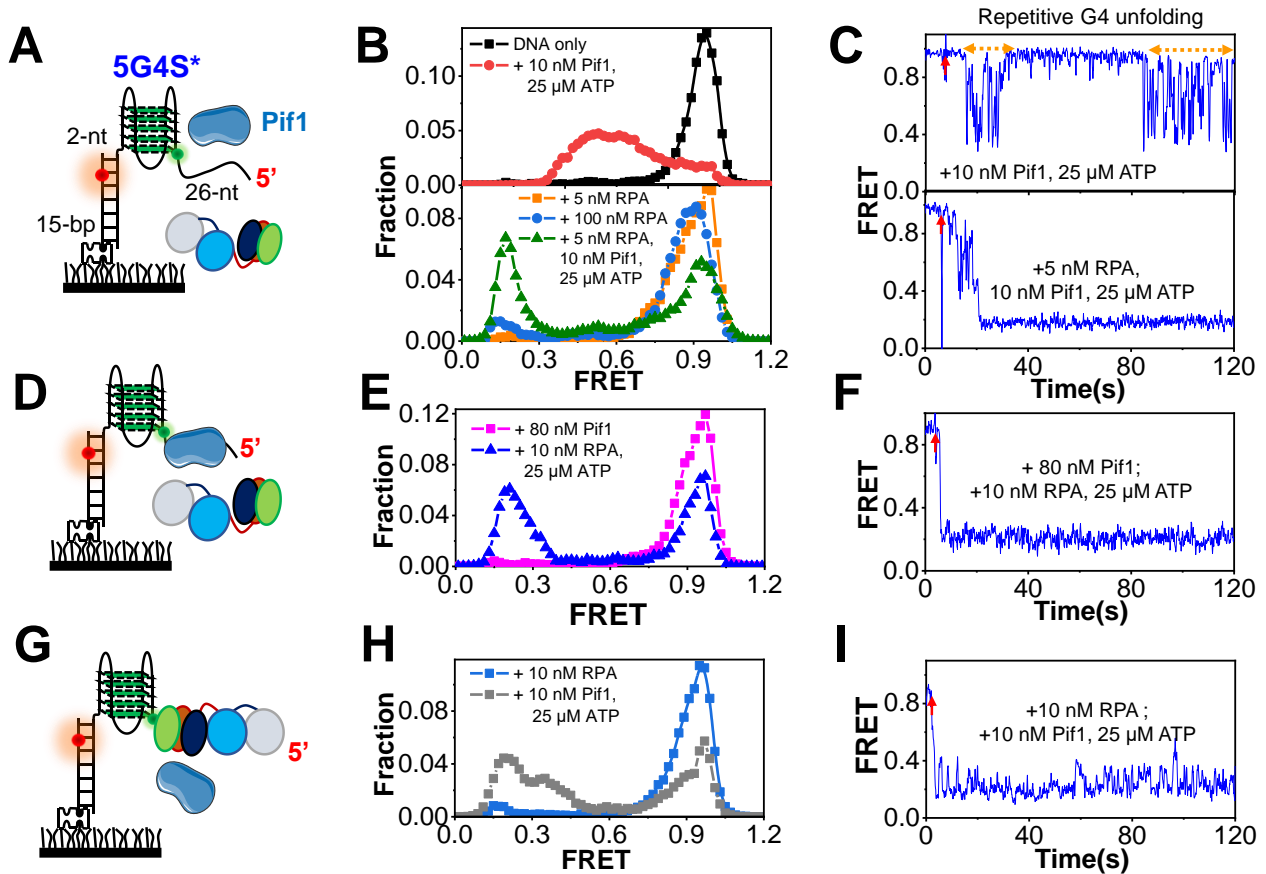 A
5G4S*
2-nt
Pif1
26-nt
5'
15-bp
B
DNA only
+ 10 nM Pif1,
25 µM ATP
0.10
0.05
0.00
+ 5 nM RPA
+ 100 nM RPA
+ 5 nM RPA,
10 nM Pif1,
25 µM ATP
0.08
0.04
0.00
Fraction
0.0 0.3 0.6 0.9 1.2
FRET
Repetitive G4 unfolding
C
0.8
0.4
0.0
+10 nM Pif1, 25 µM ATP
0.8
0.4
0.0
+5 nM RPA,
10 nM Pif1, 25 µM ATP
FRET
0 40 80 120
Time(s)
D
5'
E
+ 80 nM Pif1
+ 10 nM RPA,
25 µM ATP
0.12
0.08
0.04
0.00
Fraction
0.0 0.3 0.6 0.9 1.2
FRET
F
+ 80 nM Pif1;
+10 nM RPA, 25 µM ATP
0.8
0.4
0.0
FRET
0 40 80 120
Time(s)
G
5'
H
+ 10 nM RPA
+ 10 nM Pif1,
25 µM ATP
0.08
0.04
0.00
Fraction
0.0 0.3 0.6 0.9 1.2
FRET
I
+10 nM RPA ;
+10 nM Pif1, 25 µM ATP
0.8
0.4
0.0
FRET
0 40 80 120
Time(s)